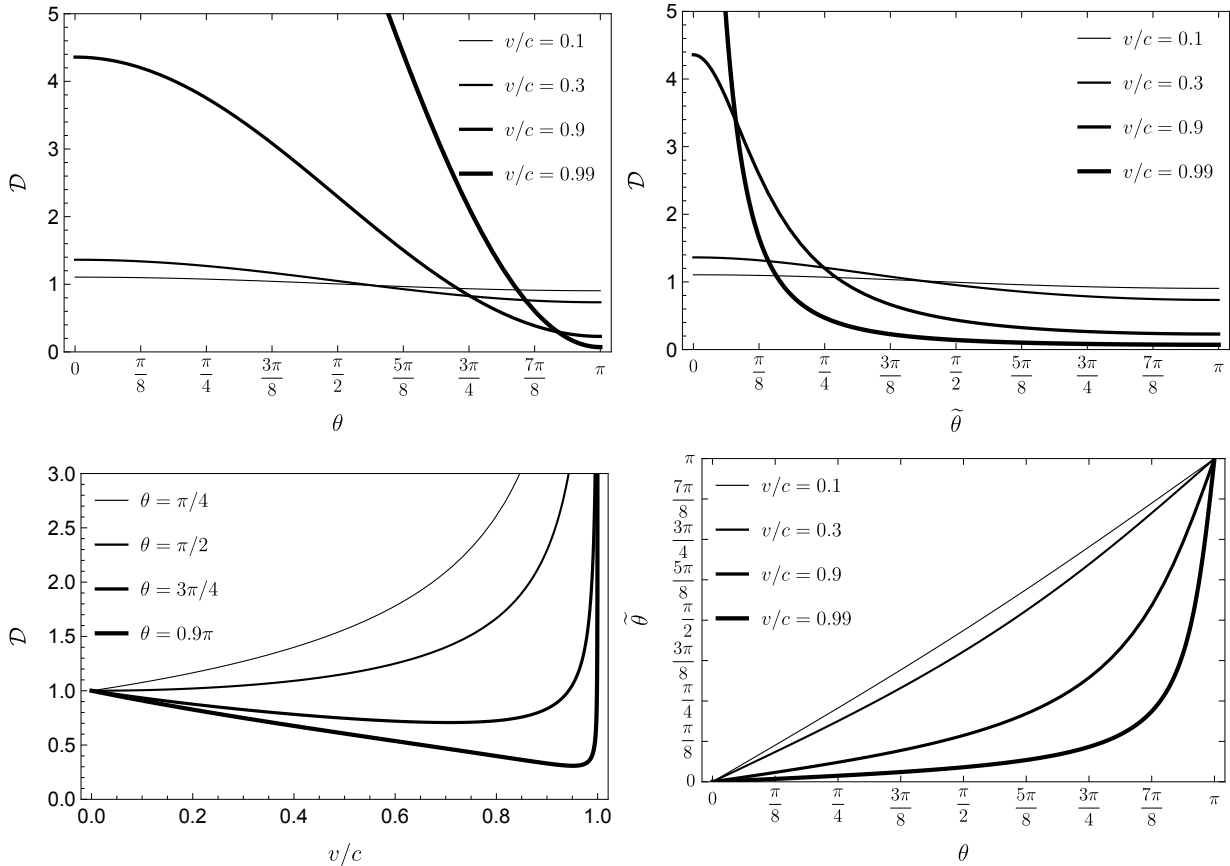 5
4
3
2
1
0
𝒟
v/c = 0.1
v/c = 0.3
v/c = 0.9
v/c = 0.99
0 π/8 π/4 3π/8 π/2 5π/8 3π/4 7π/8 π
θ
5
4
3
2
1
0
𝒟
v/c = 0.1
v/c = 0.3
v/c = 0.9
v/c = 0.99
0 π/8 π/4 3π/8 π/2 5π/8 3π/4 7π/8 π
θ̃
3.0
2.5
2.0
1.5
1.0
0.5
0.0
𝒟
θ = π/4
θ = π/2
θ = 3π/4
θ = 0.9π
0.0 0.2 0.4 0.6 0.8 1.0
v/c
π
7π/8
3π/4
5π/8
π/2
3π/8
π/4
π/8
0
θ̃
v/c = 0.1
v/c = 0.3
v/c = 0.9
v/c = 0.99
0 π/8 π/4 3π/8 π/2 5π/8 3π/4 7π/8 π
θ